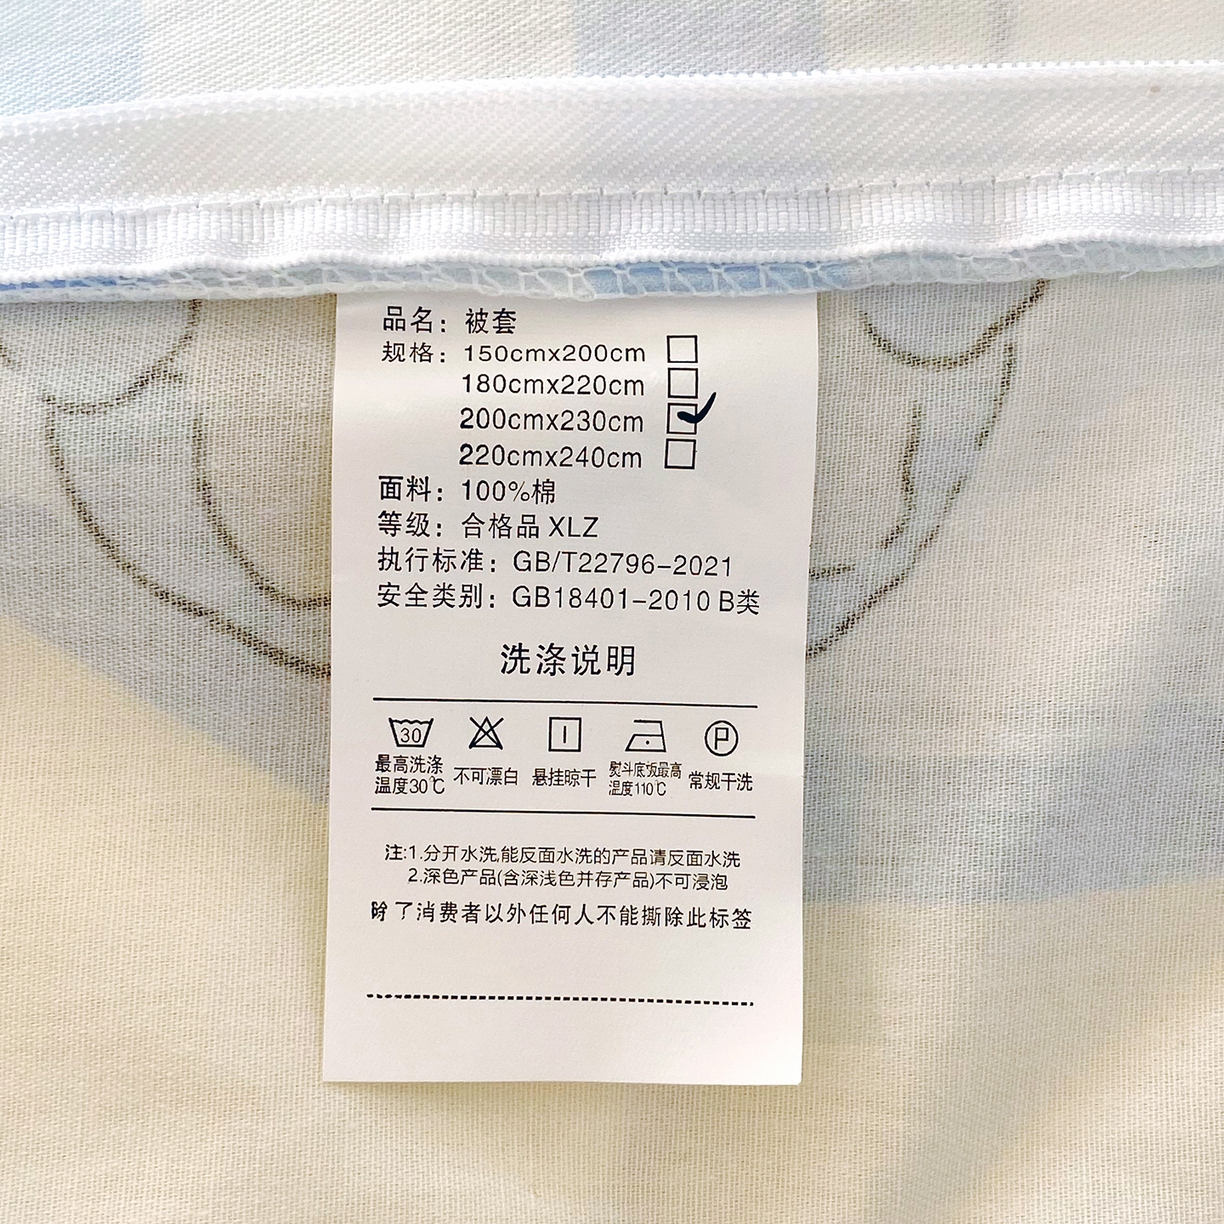 品名：被套
规格：150cmx200cm
180cmx220cm
200cmx230cm
220cmx240cm
面料：100%棉
等级：合格品 XLZ
执行标准：GB/T22796-2021
安全类别：GB18401-2010 B类
洗涤说明
30 P
最高洗涤 温度30℃ 不可漂白 悬挂晾干 熨斗底板最高 温度110℃ 常规干洗
注:1.分开水洗,能反面水洗的产品请反面水洗
2.深色产品(含深浅色并存产品)不可浸泡
除了消费者以外任何人不能撕除此标签